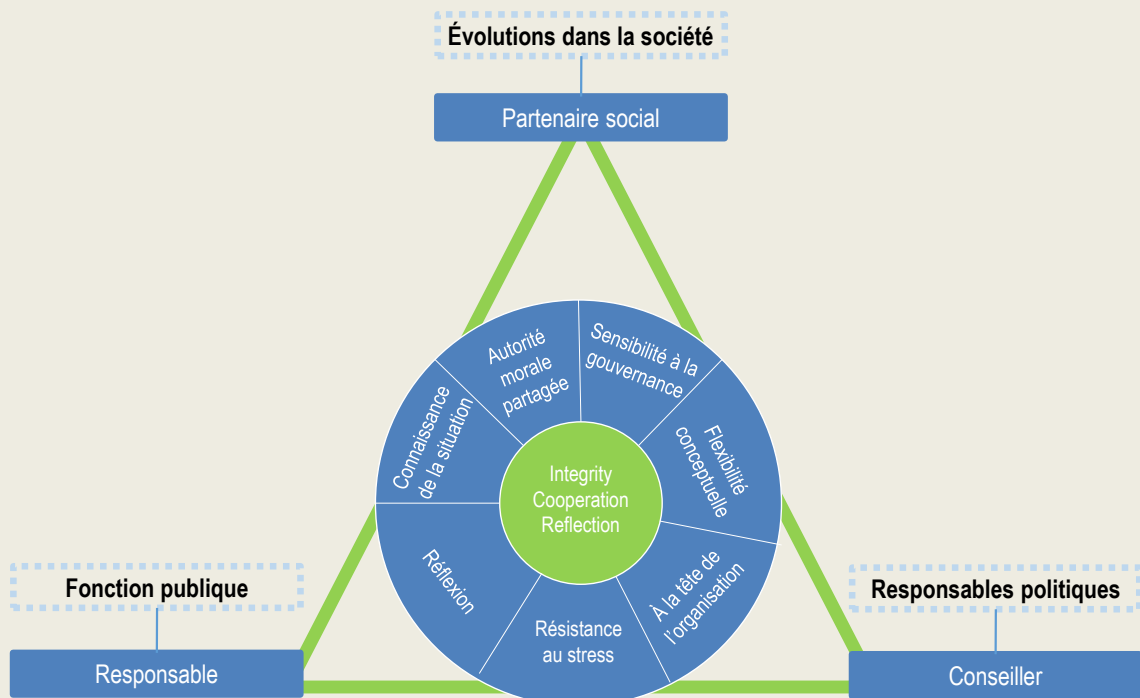 Évolutions dans la société
Partenaire social
Autorité
morale
partagée
Sensibilité à la
gouvernance
Connaissance
de la situation
Flexibilité
conceptuelle
Integrity
Cooperation
Reflection
Réflexion
Résistance
au stress
À la tête de
l'organisation
Fonction publique
Responsable
Responsables politiques
Conseiller